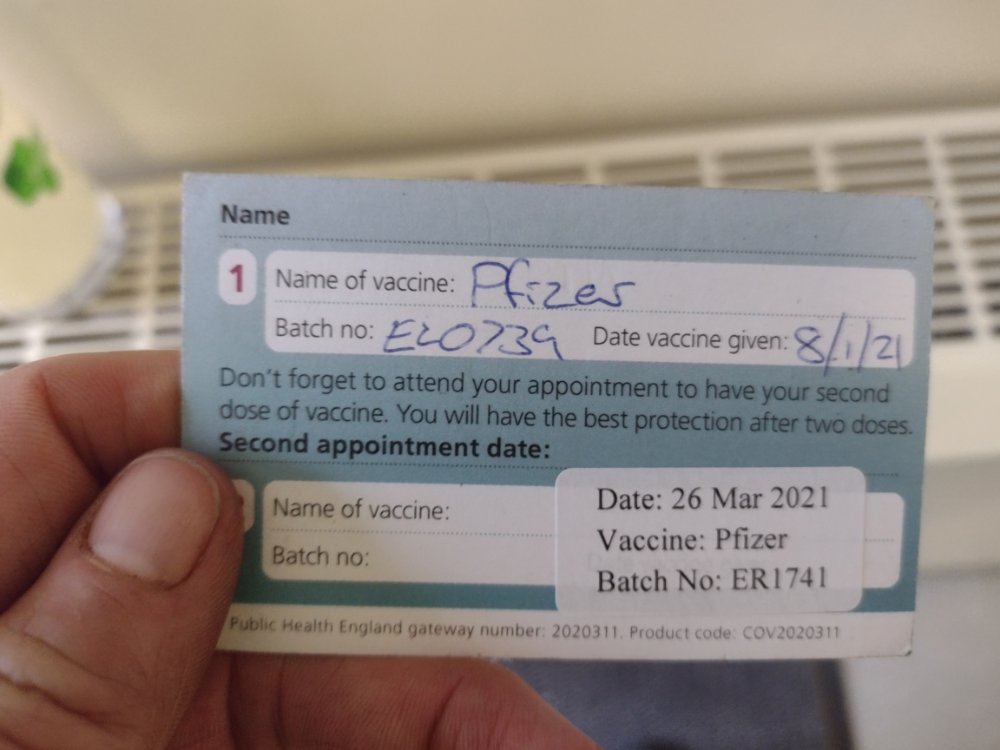 Name
1
Name of vaccine: Pfizer
Batch no: EL0739 Date vaccine given: 8/1/21
Don't forget to attend your appointment to have your second
dose of vaccine. You will have the best protection after two doses.
Second appointment date:
Name of vaccine:
Batch no:
Date: 26 Mar 2021
Vaccine: Pfizer
Batch No: ER1741
Public Health England gateway number: 2020311. Product code: COV2020311